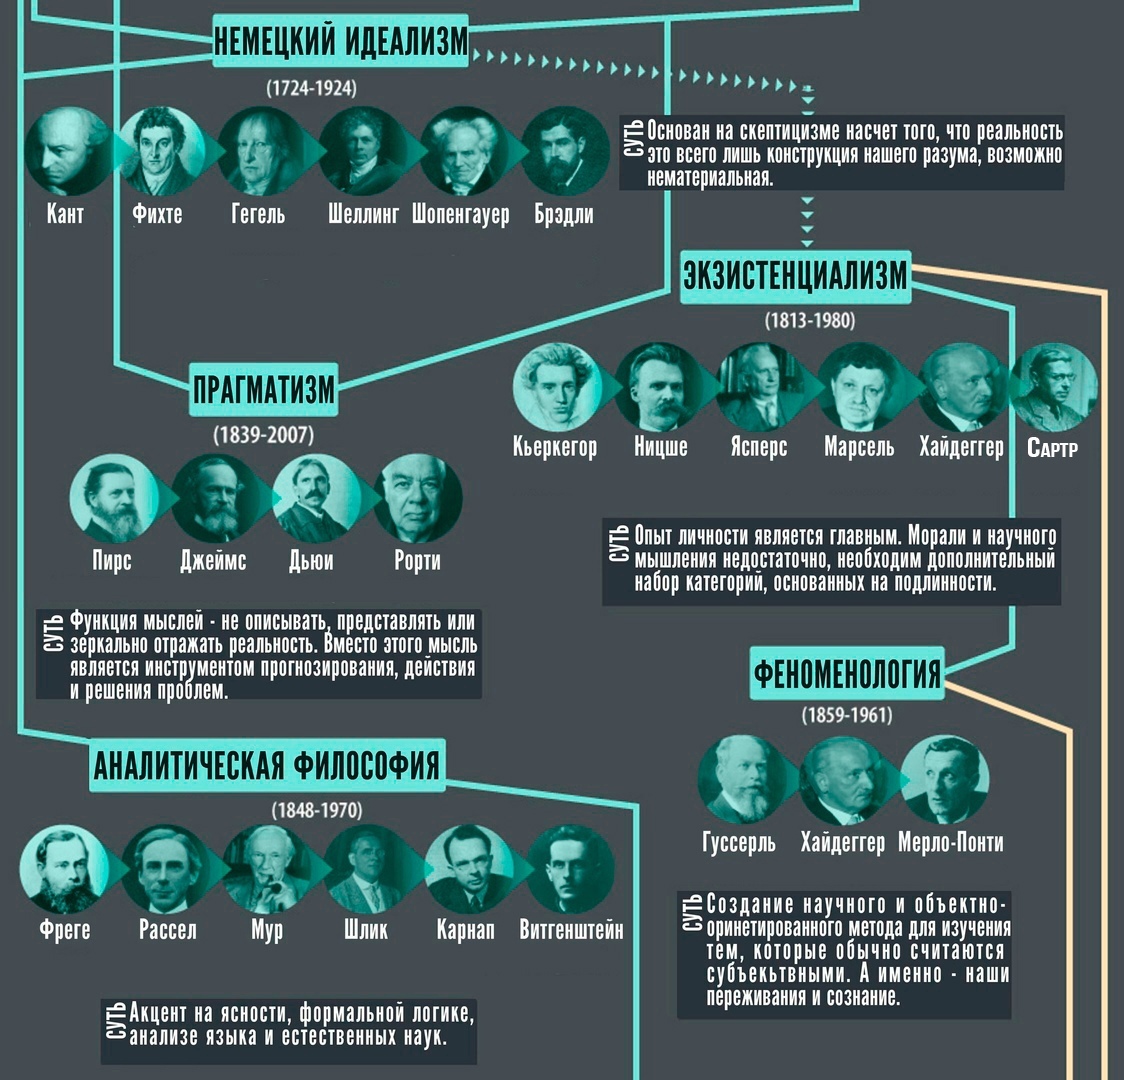 НЕМЕЦКИЙ ИДЕАЛИЗМ
(1724-1924)
Кант
Фихте
Гегель
Шеллинг
Шопенгауер
Брэдли
СУТЬ
Основан на скептицизме насчет того, что реальность
это всего лишь конструкция нашего разума, возможно
нематериальная.
ЭКЗИСТЕНЦИАЛИЗМ
(1813-1980)
Кьеркегор
Ницше
Ясперс
Марсель
Хайдеггер
Сартр
СУТЬ
Опыт личности является главным. Морали и научного
мышления недостаточно, необходим дополнительный
набор категорий, основанных на подлинности.
ПРАГМАТИЗМ
(1839-2007)
Пирс
Джеймс
Дьюи
Рорти
СУТЬ
Функция мыслей - не описывать, представлять или
зеркально отражать реальность. Вместо этого мысль
является инструментом прогнозирования, действия
и решения проблем.
ФЕНОМЕНОЛОГИЯ
(1859-1961)
Гуссерль
Хайдеггер
Мерло-Понти
СУТЬ
Создание научного и объектно-
оринетированного метода для изучения
тем, которые обычно считаются
субъекьтвными. А именно - наши
переживания и сознание.
АНАЛИТИЧЕСКАЯ ФИЛОСОФИЯ
(1848-1970)
Фреге
Рассел
Мур
Шлик
Карнап
Витгенштейн
СУТЬ
Акцент на ясности, формальной логике,
анализе языка и естественных наук.